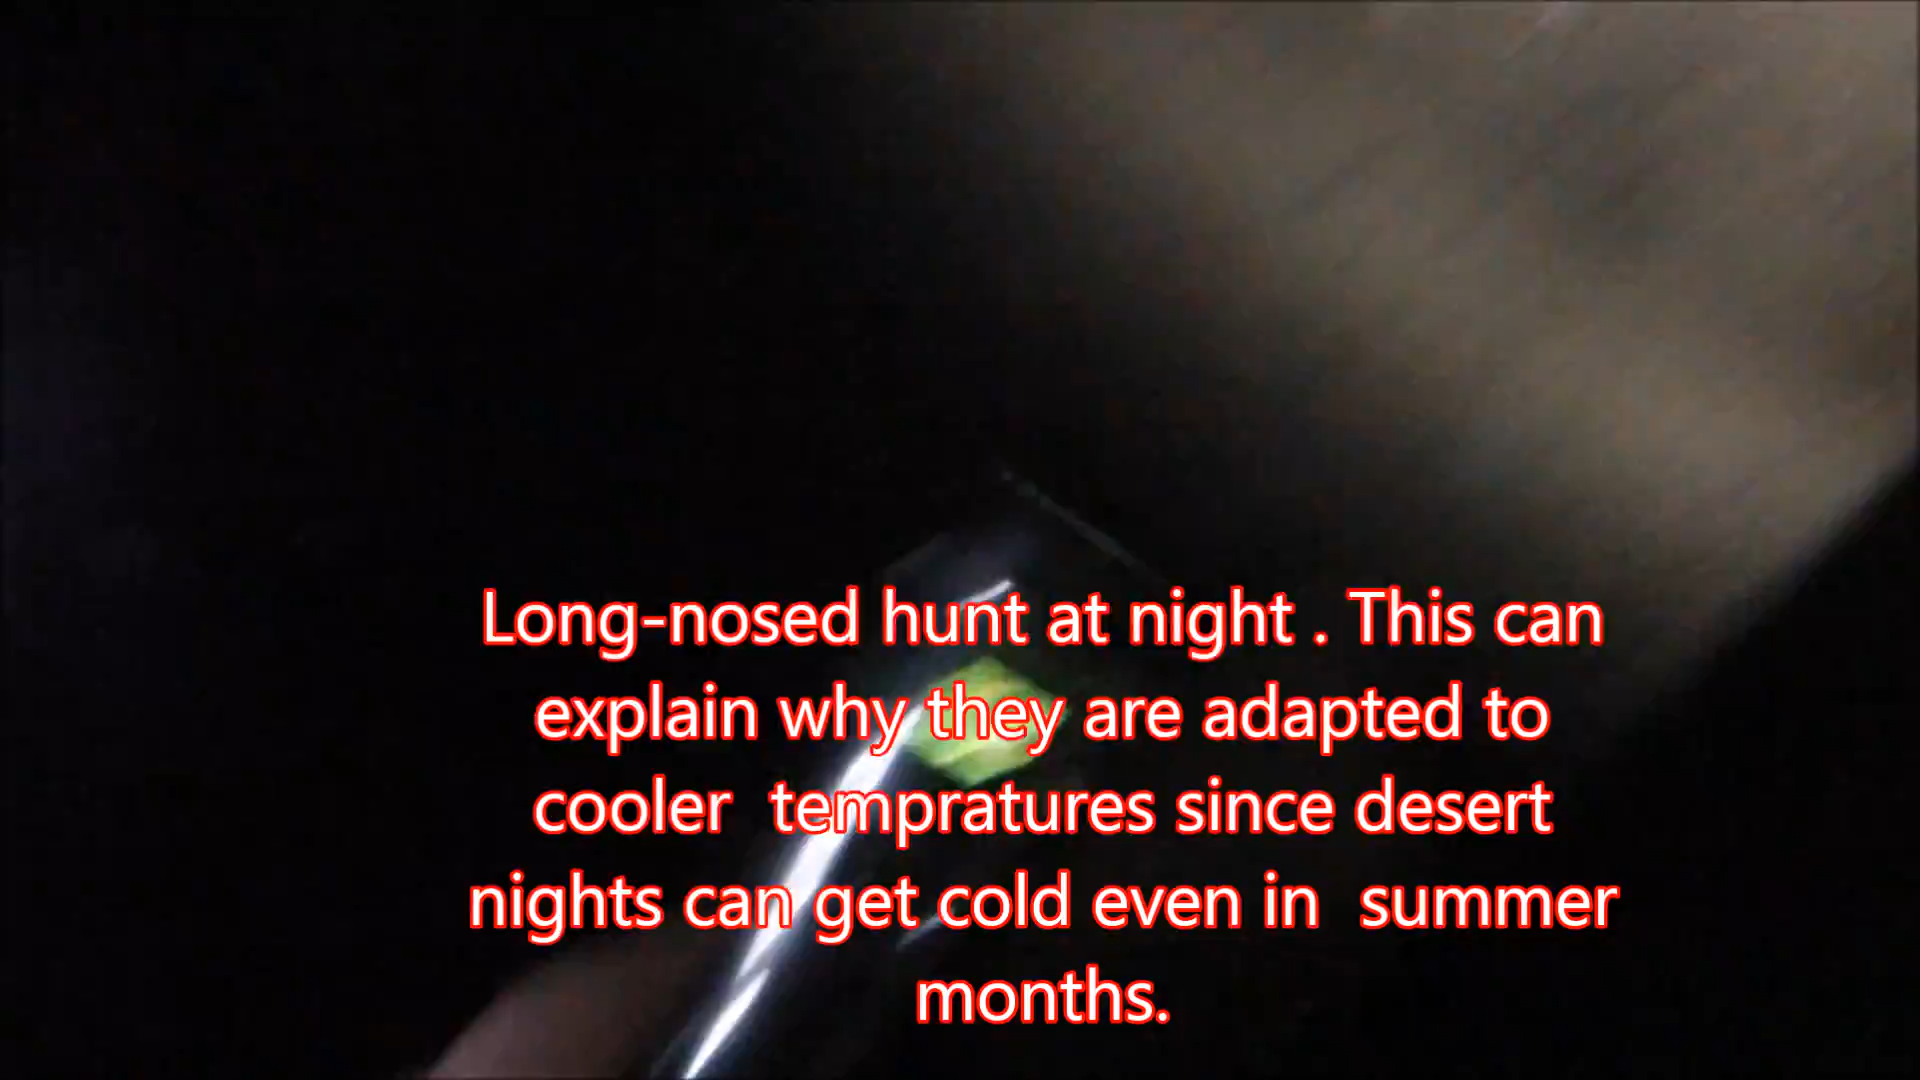 Long-nosed hunt at night . This can
explain why they are adapted to
cooler  tempratures since desert
nights can get cold even in  summer
months.